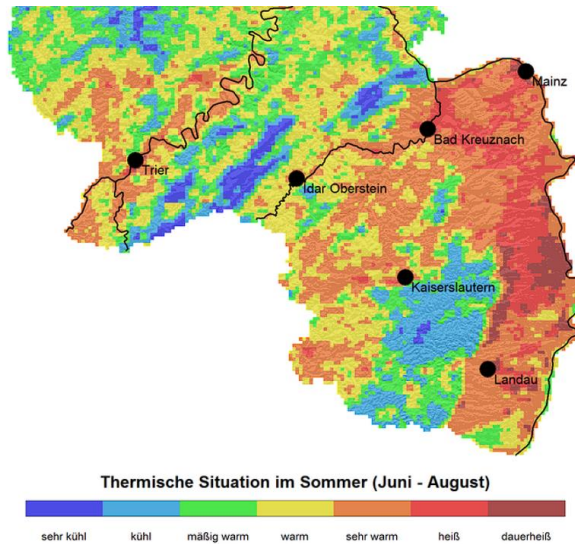 Mainz
Bad Kreuznach
Trier
Idar Oberstein
Kaiserslautern
Landau
Thermische Situation im Sommer (Juni - August)
sehr kühl kühl mäßig warm warm sehr warm heiß dauerheiß